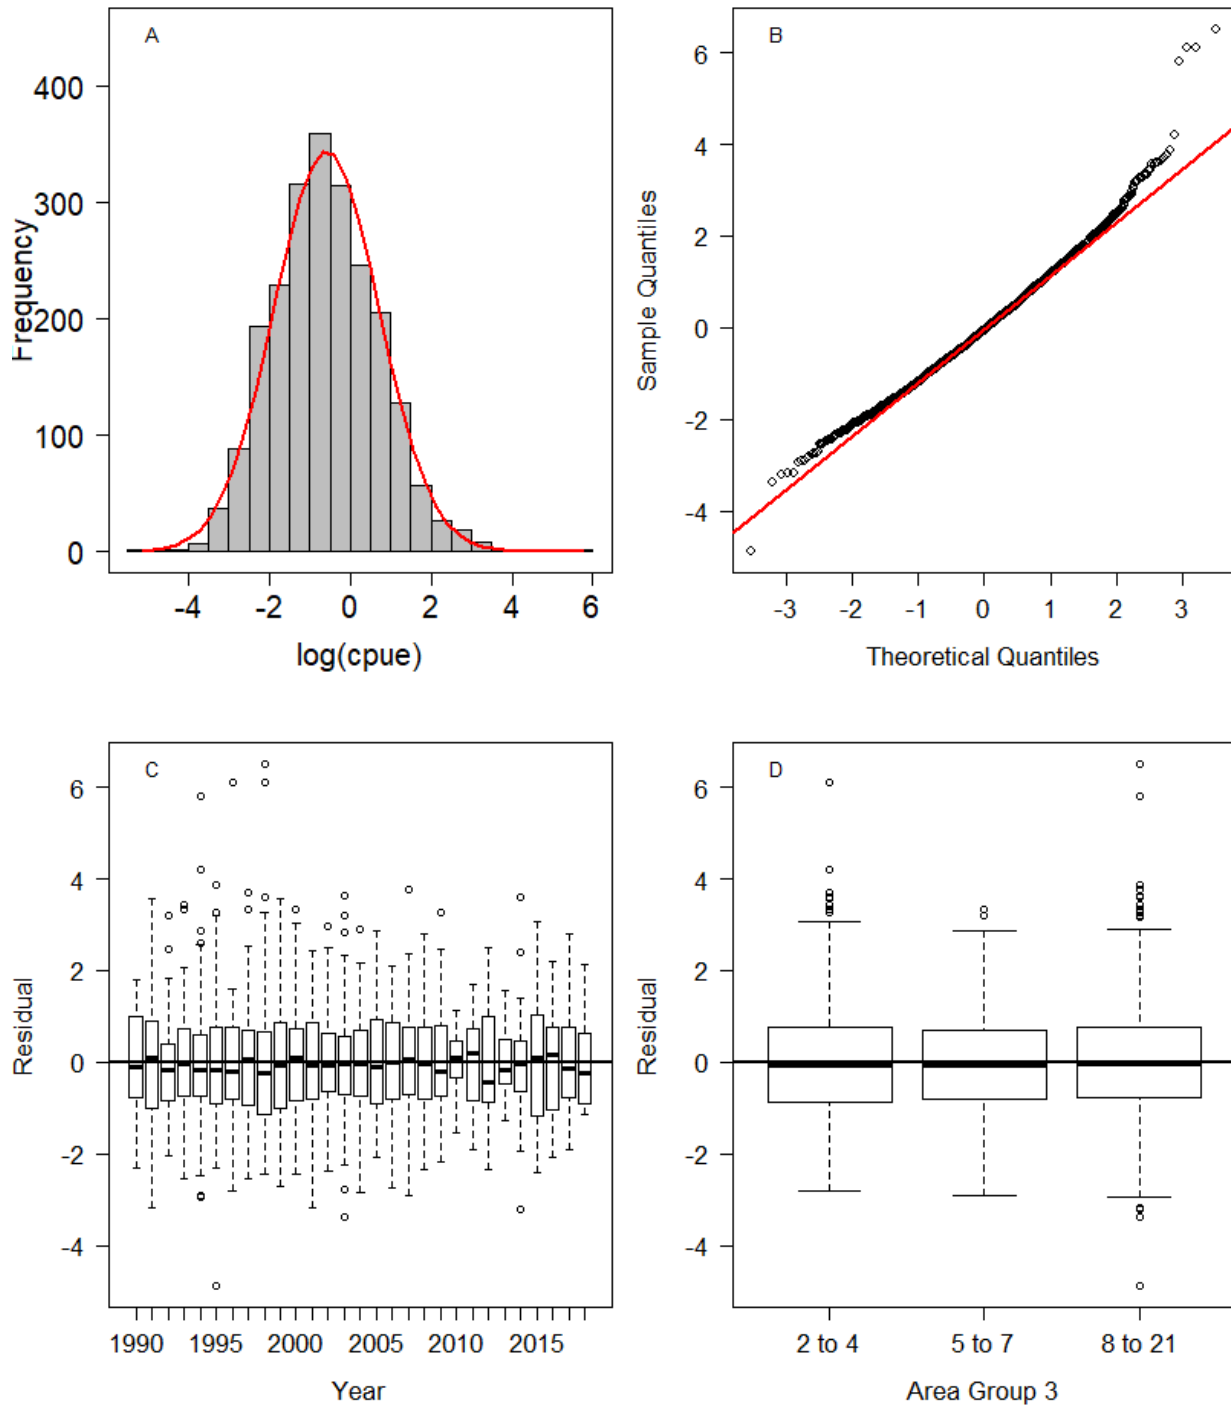 A
400
300
200
100
0
Frequency
-4 -2 0 2 4 6
log(cpue)
B
6
4
2
0
-2
-4
Sample Quantiles
-3 -2 -1 0 1 2 3
Theoretical Quantiles
C
6
4
2
0
-2
-4
Residual
1990 1995 2000 2005 2010 2015
Year
D
6
4
2
0
-2
-4
Residual
2 to 4 5 to 7 8 to 21
Area Group 3